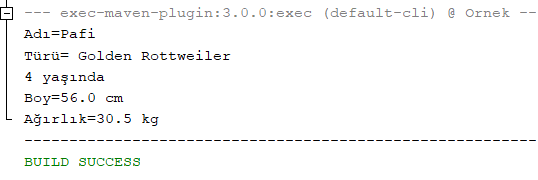 --- exec-maven-plugin:3.0.0:exec (default-cli) @ Ornek --
Adı=Pafi
Türü= Golden Rottweiler
4 yaşında
Boy=56.0 cm
Ağırlık=30.5 kg
---------------------------------------------------------
BUILD SUCCESS